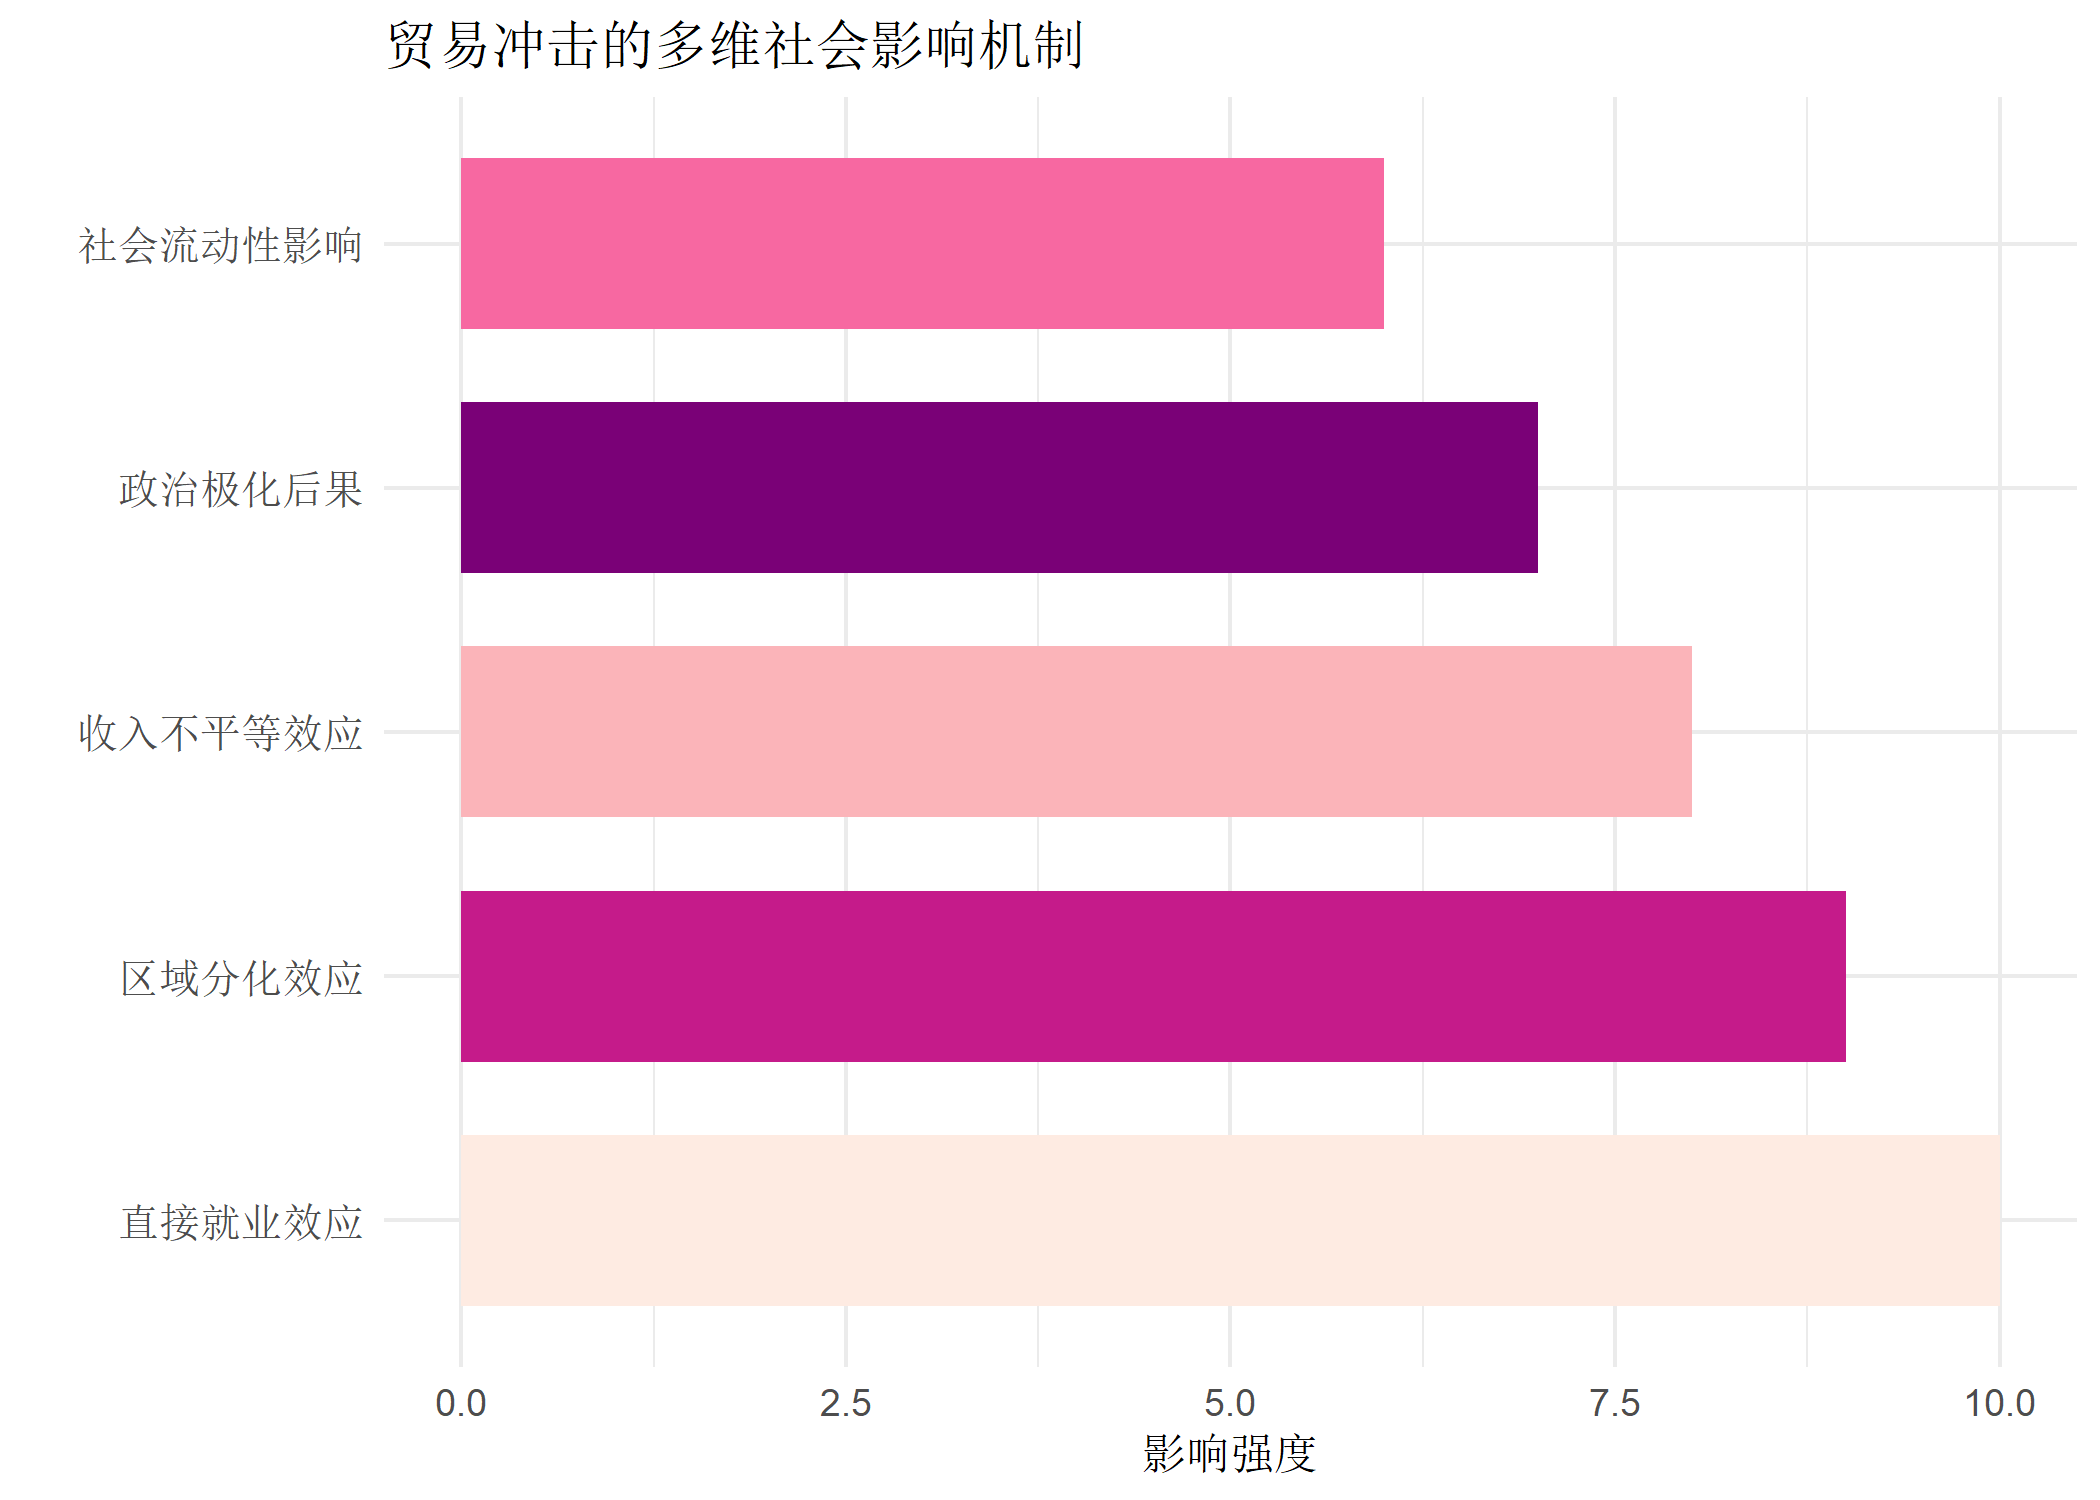 贸易冲击的多维社会影响机制
社会流动性影响
政治极化后果
收入不平等效应
区域分化效应
直接就业效应
0.0 2.5 5.0 7.5 10.0
影响强度